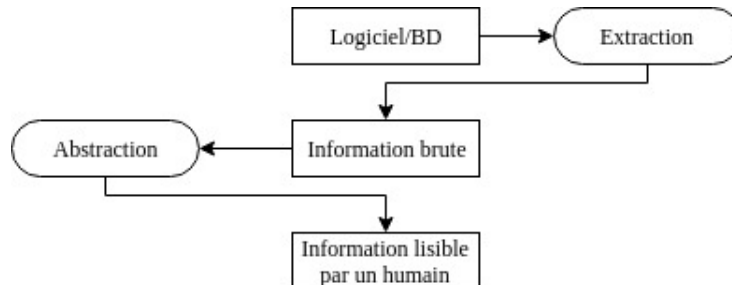 Logiciel/BD
Extraction
Abstraction
Information brute
Information lisible
par un humain